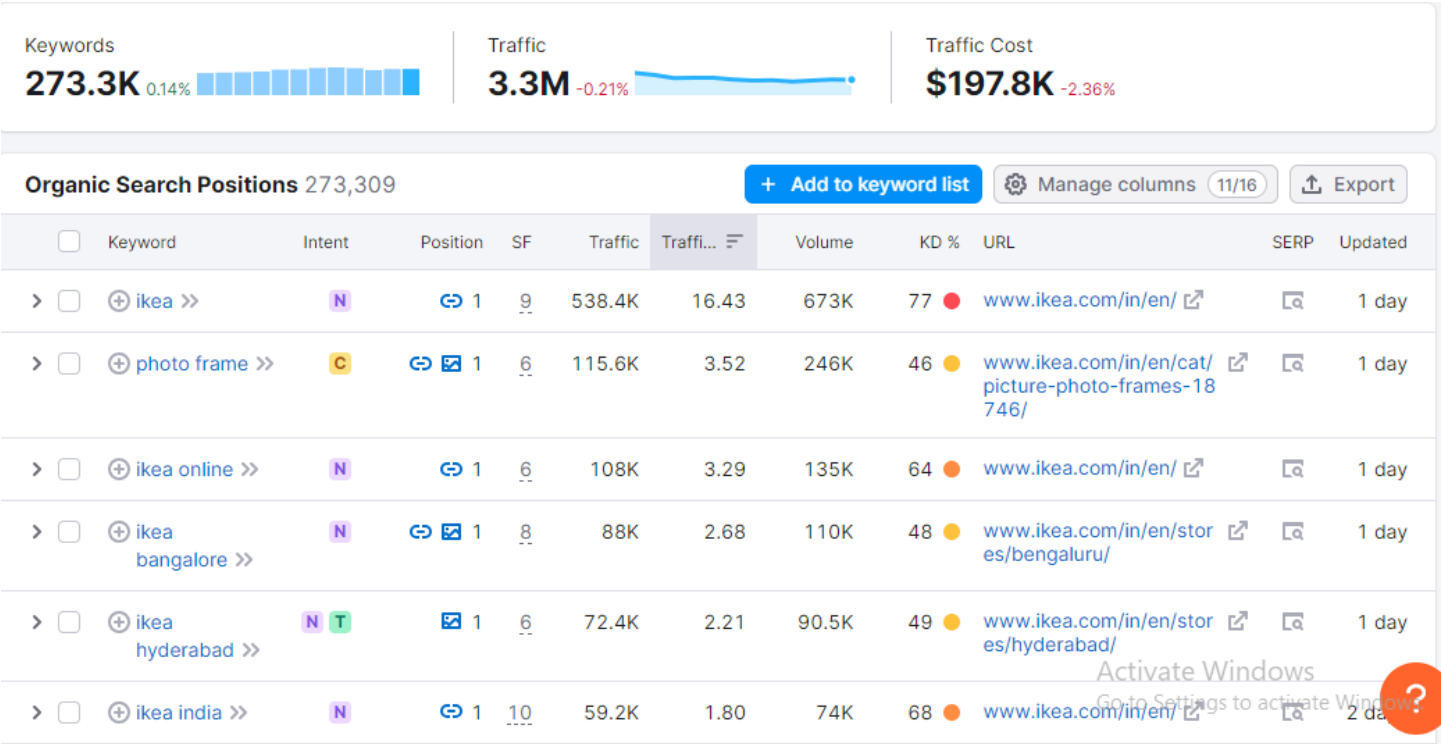 Keywords
273.3K 0.14%
Traffic
3.3M -0.21%
Traffic Cost
$197.8K -2.36%
Organic Search Positions 273,309
+ Add to keyword list
Manage columns 11/16
Export
Keyword Intent Position SF Traffic Traffi... Volume KD % URL SERP Updated
ikea N 1 9 538.4K 16.43 673K 77 www.ikea.com/in/en/ 1 day
photo frame C 1 6 115.6K 3.52 246K 46 www.ikea.com/in/en/cat/ 1 day
picture-photo-frames-18
746/
ikea online N 1 6 108K 3.29 135K 64 www.ikea.com/in/en/ 1 day
ikea N 1 8 88K 2.68 110K 48 www.ikea.com/in/en/stor 1 day
bangalore es/bengaluru/
ikea N T 1 6 72.4K 2.21 90.5K 49 www.ikea.com/in/en/stor 1 day
hyderabad es/hyderabad/
Activate Windows
Go to Settings to activate Windows.
ikea india N 1 10 59.2K 1.80 74K 68 www.ikea.com/in/en/ 2 da
?